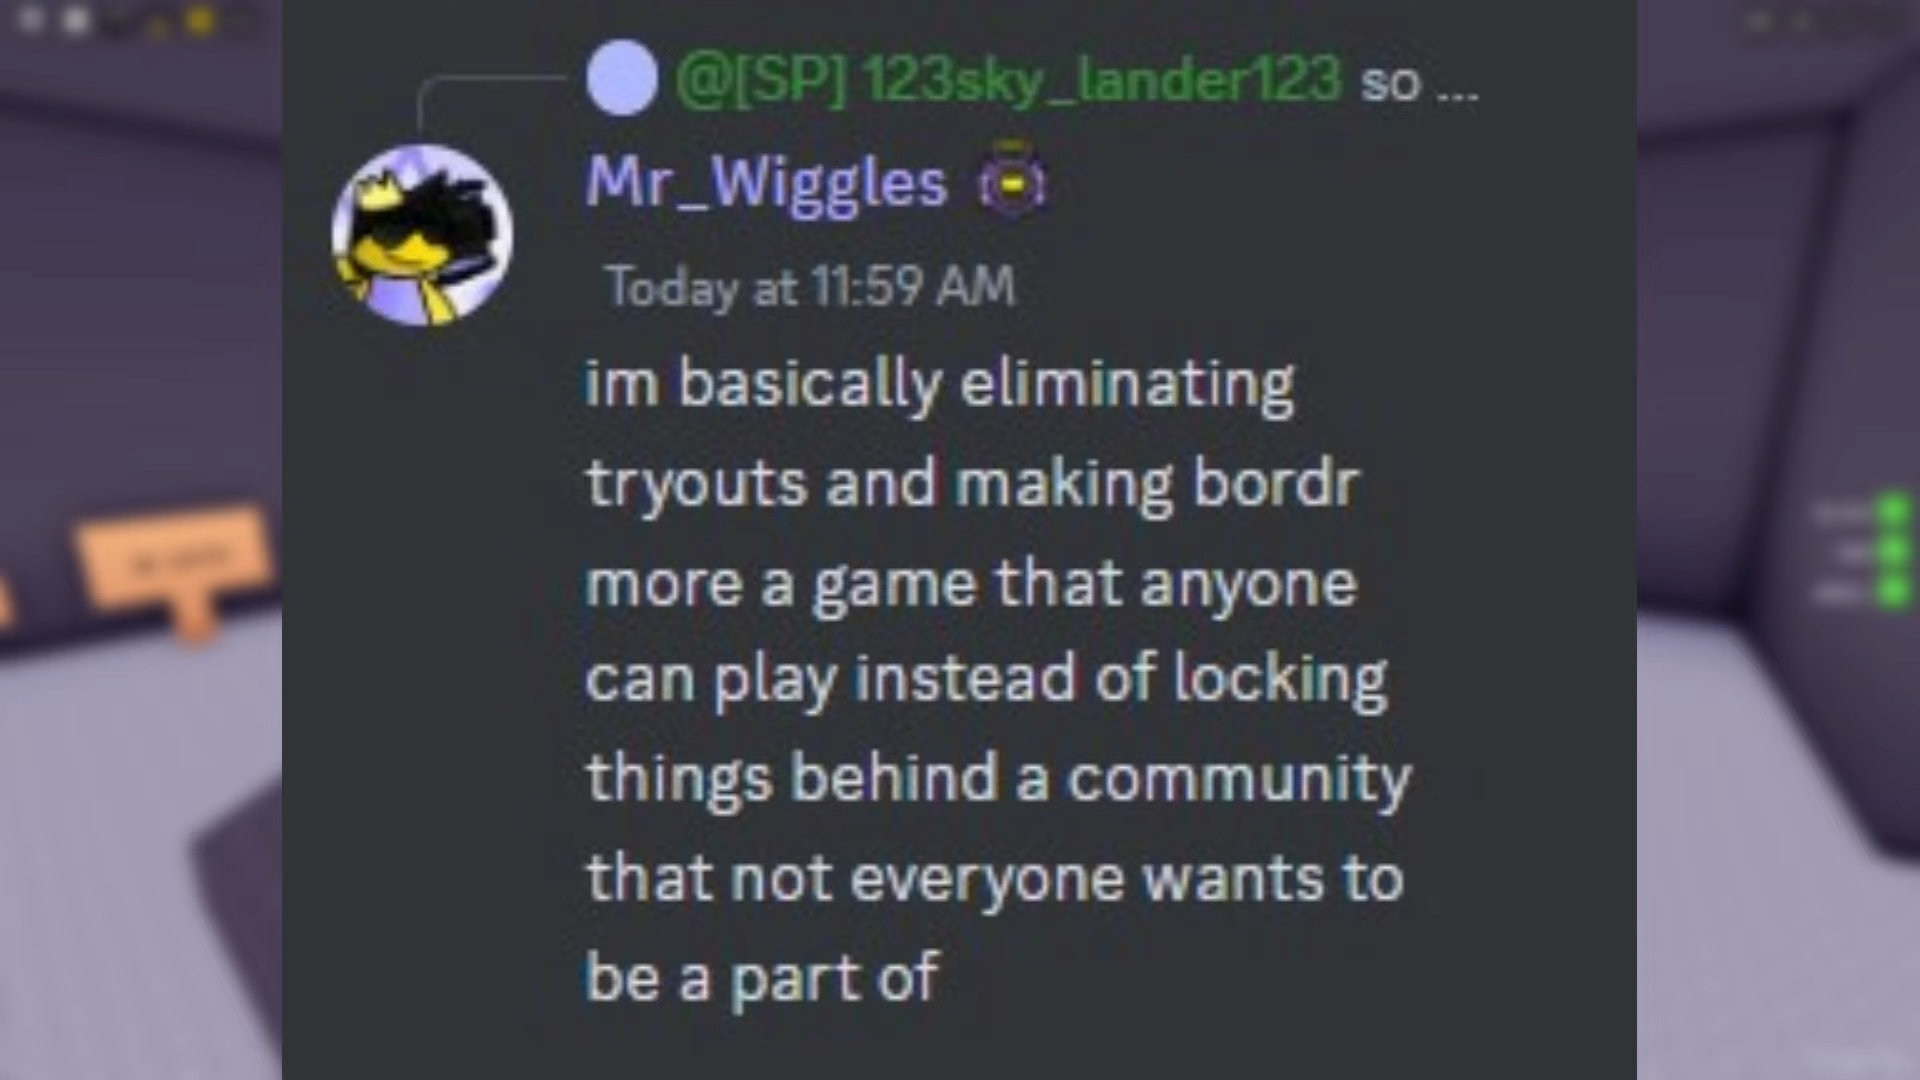 @[SP] 123sky_lander123 so ...
Mr_Wiggles
Today at 11:59 AM
im basically eliminating
tryouts and making bordr
more a game that anyone
can play instead of locking
things behind a community
that not everyone wants to
be a part of